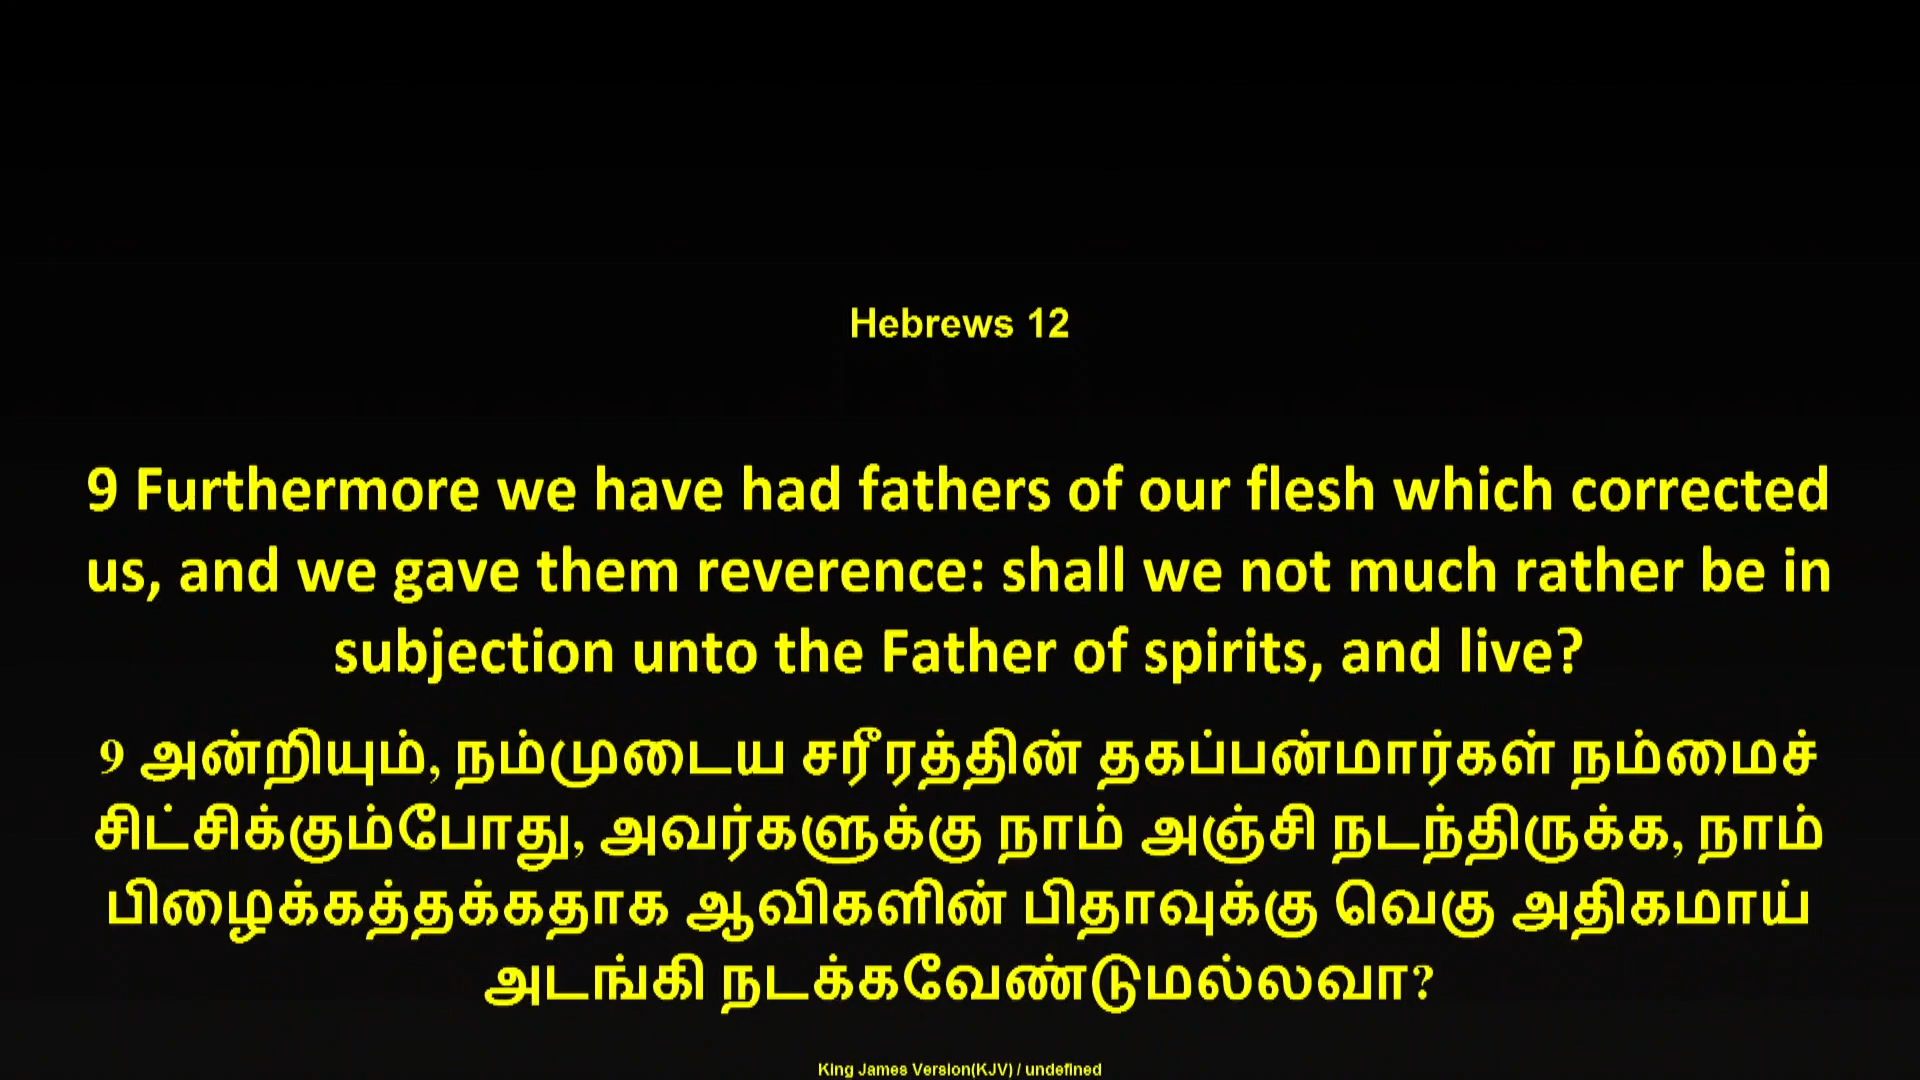 Hebrews 12
9 Furthermore we have had fathers of our flesh which corrected
us, and we gave them reverence: shall we not much rather be in
subjection unto the Father of spirits, and live?
9 அன்றியும், நம்முடைய சரீரத்தின் தகப்பன்மார்கள் நம்மைச்
சிட்சிக்கும்போது, அவர்களுக்கு நாம் அஞ்சி நடந்திருக்க, நாம்
பிழைக்கத்தக்கதாக ஆவிகளின் பிதாவுக்கு வெகு அதிகமாய்
அடங்கி நடக்கவேண்டுமல்லவா?
King James Version(KJV) / undefined